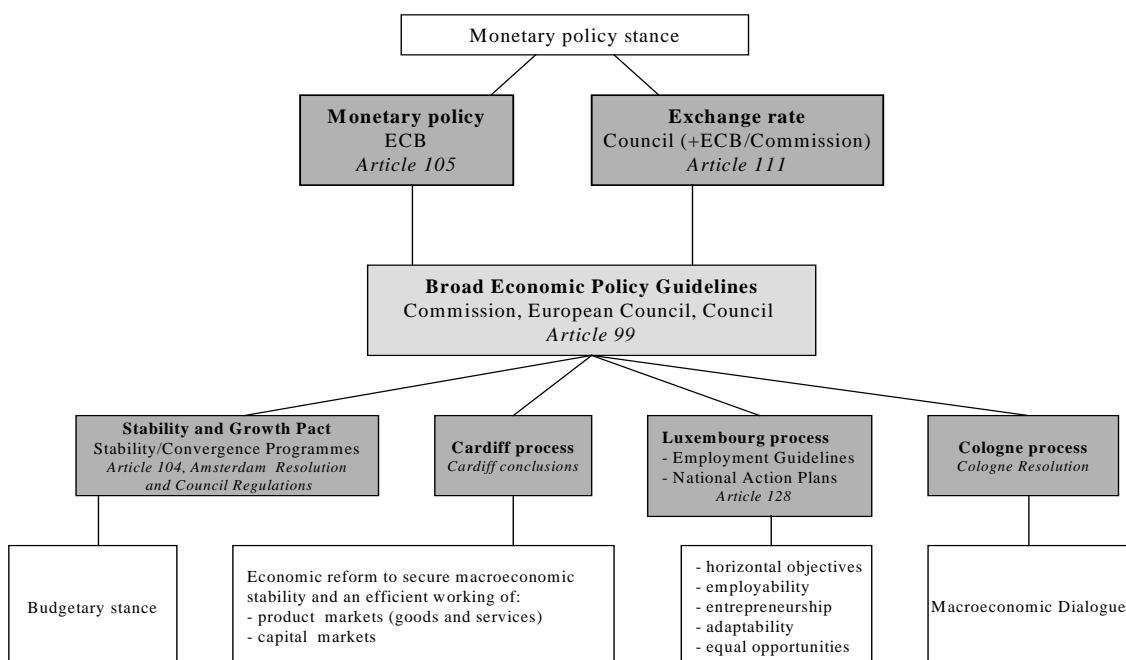 Monetary policy stance
Monetary policy
ECB
Article 105
Exchange rate
Council (+ECB/Commission)
Article 111
Broad Economic Policy Guidelines
Commission, European Council, Council
Article 99
Stability and Growth Pact
Stability/Convergence Programmes
Article 104, Amsterdam Resolution
and Council Regulations
Cardiff process
Cardiff conclusions
Luxembourg process
- Employment Guidelines
- National Action Plans
Article 128
Cologne process
Cologne Resolution
Budgetary stance
Economic reform to secure macroeconomic
stability and an efficient working of:
- product markets (goods and services)
- capital markets
- horizontal objectives
- employability
- entrepreneurship
- adaptability
- equal opportunities
Macroeconomic Dialogue